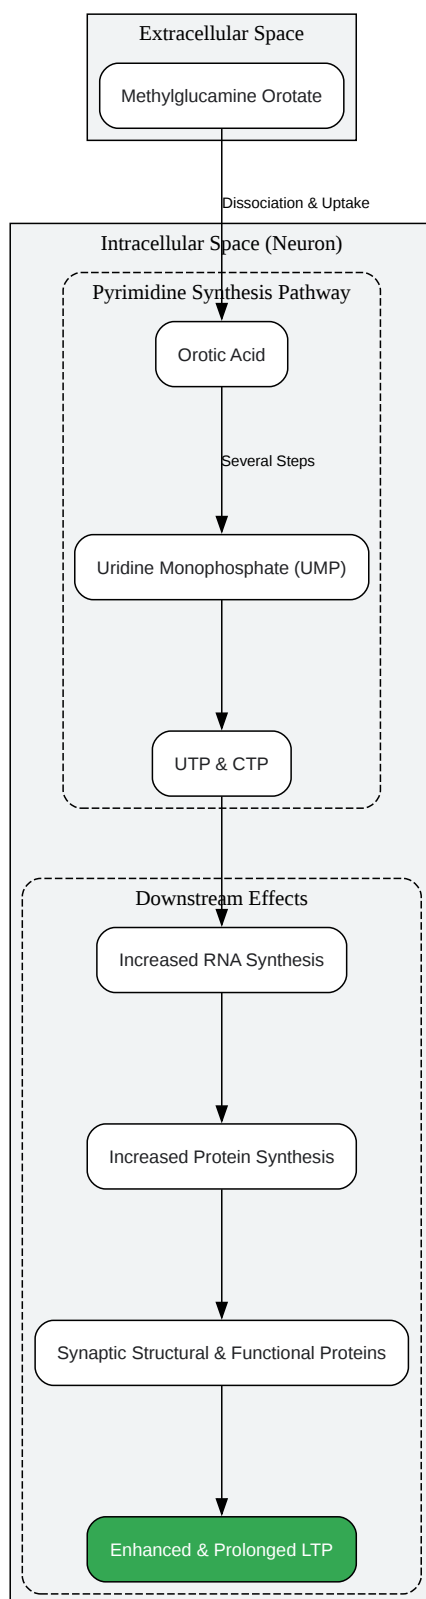 Extracellular Space
Methylglucamine Orotate
Dissociation & Uptake
Intracellular Space (Neuron)
Pyrimidine Synthesis Pathway
Orotic Acid
Several Steps
Uridine Monophosphate (UMP)
UTP & CTP
Downstream Effects
Increased RNA Synthesis
Increased Protein Synthesis
Synaptic Structural & Functional Proteins
Enhanced & Prolonged LTP